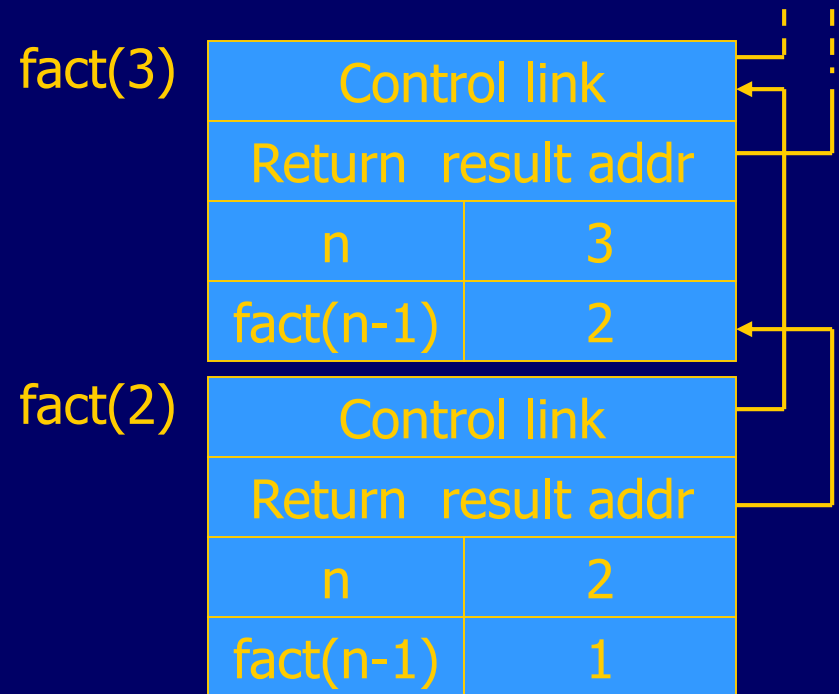 fact(3)
Control link
Return result addr
n 3
fact(n-1) 2
fact(2)
Control link
Return result addr
n 2
fact(n-1) 1